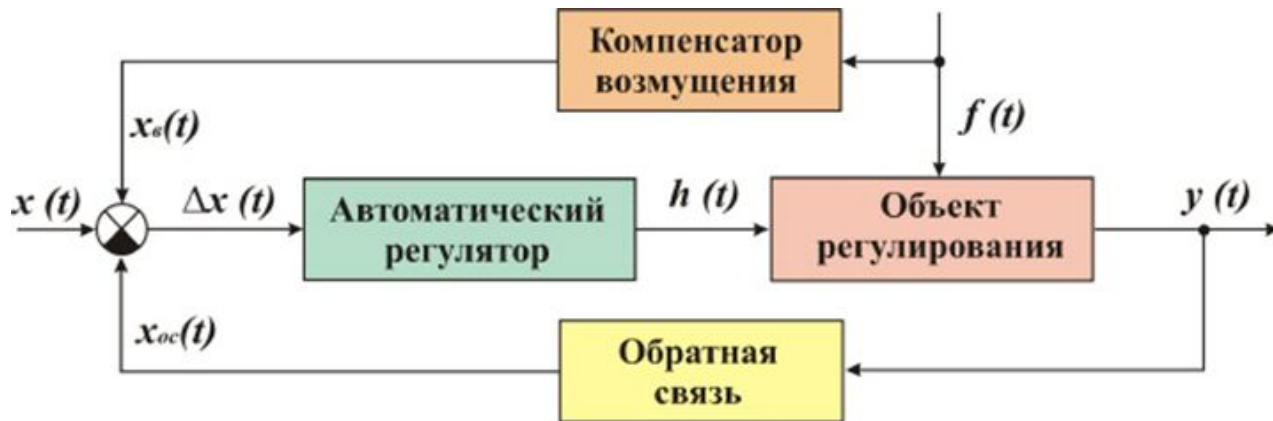 Компенсатор
возмущения
xв(t)
f (t)
x (t)
Δx (t)
Автоматический
регулятор
h (t)
Объект
регулирования
y (t)
xос(t)
Обратная
связь